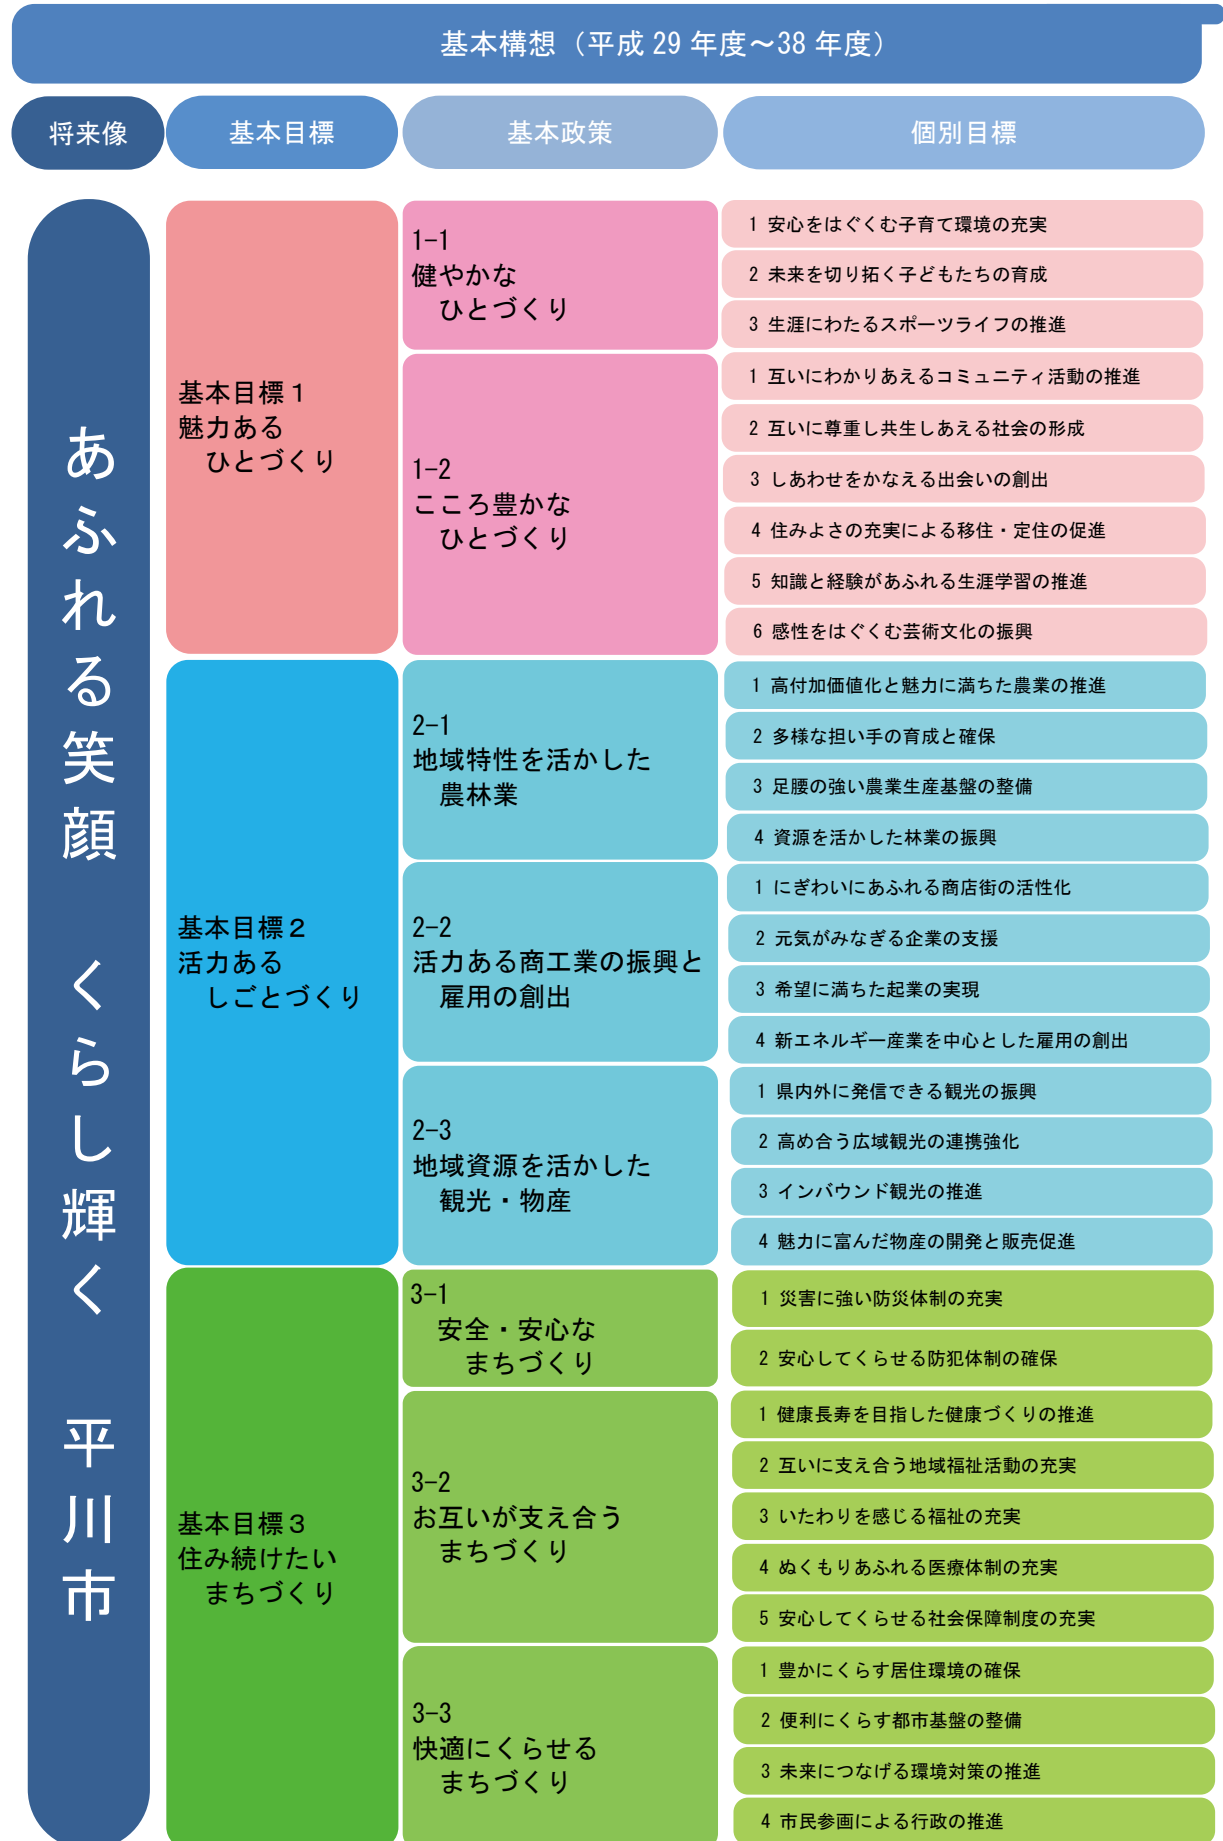 基本構想（平成 29 年度～38 年度）
将来像
基本目標
基本政策
個別目標
あふれる笑顔　くらし輝く　平川市
基本目標１
魅力ある
ひとづくり
1-1
健やかな
ひとづくり
1 安心をはぐくむ子育て環境の充実
2 未来を切り拓く子どもたちの育成
3 生涯にわたるスポーツライフの推進
1-2
こころ豊かな
ひとづくり
1 互いにわかりあえるコミュニティ活動の推進
2 互いに尊重し共生しあえる社会の形成
3 しあわせをかなえる出会いの創出
4 住みよさの充実による移住・定住の促進
5 知識と経験があふれる生涯学習の推進
6 感性をはぐくむ芸術文化の振興
基本目標２
活力ある
しごとづくり
2-1
地域特性を活かした
農林業
1 高付加価値化と魅力に満ちた農業の推進
2 多様な担い手の育成と確保
3 足腰の強い農業生産基盤の整備
4 資源を活かした林業の振興
2-2
活力ある商工業の振興と
雇用の創出
1 にぎわいにあふれる商店街の活性化
2 元気がみなぎる企業の支援
3 希望に満ちた起業の実現
4 新エネルギー産業を中心とした雇用の創出
2-3
地域資源を活かした
観光・物産
1 県内外に発信できる観光の振興
2 高め合う広域観光の連携強化
3 インバウンド観光の推進
4 魅力に富んだ物産の開発と販売促進
基本目標３
住み続けたい
まちづくり
3-1
安全・安心な
まちづくり
1 災害に強い防災体制の充実
2 安心してくらせる防犯体制の確保
3-2
お互いが支え合う
まちづくり
1 健康長寿を目指した健康づくりの推進
2 互いに支え合う地域福祉活動の充実
3 いたわりを感じる福祉の充実
4 ぬくもりあふれる医療体制の充実
5 安心してくらせる社会保障制度の充実
3-3
快適にくらせる
まちづくり
1 豊かにくらす居住環境の確保
2 便利にくらす都市基盤の整備
3 未来につなげる環境対策の推進
4 市民参画による行政の推進